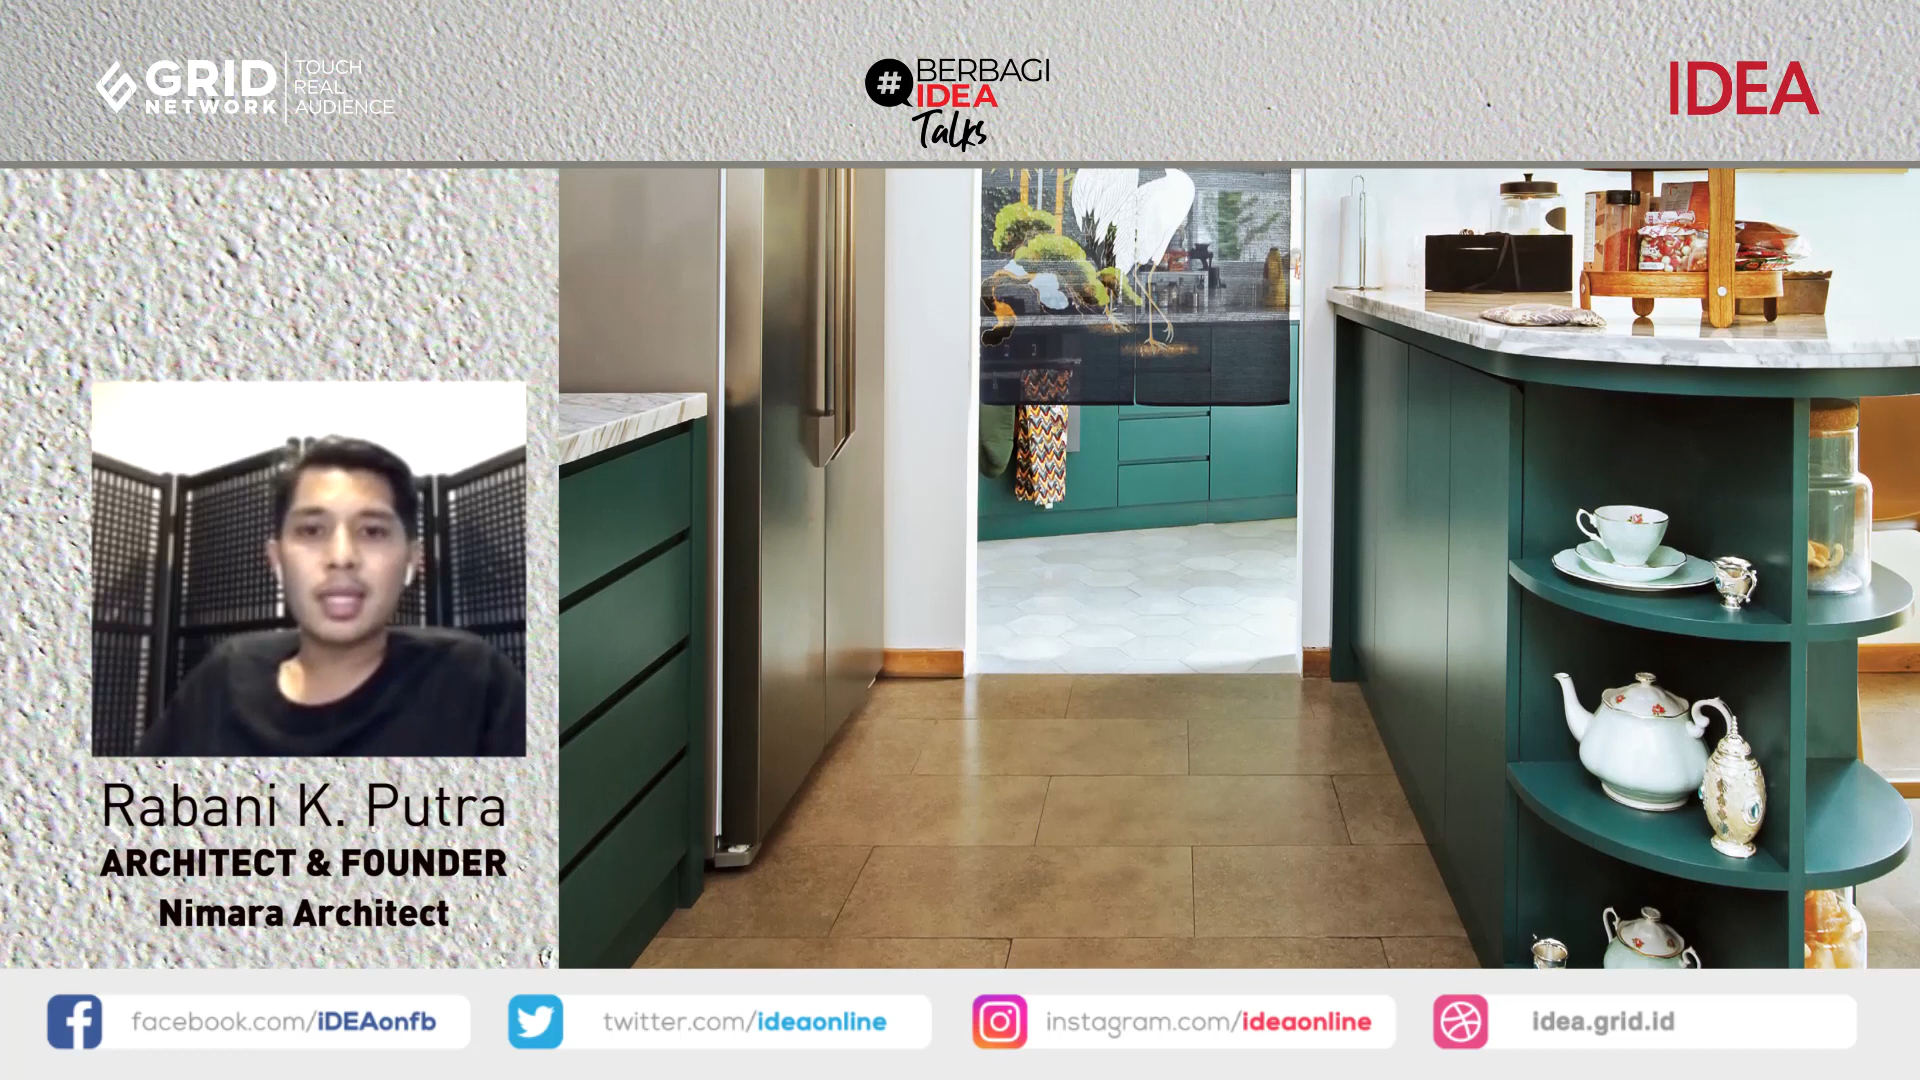 GRID
NETWORK
TOUCH
REAL
AUDIENCE
# BERBAGI
IDEA
Talks
IDEA
Rabani K. Putra
ARCHITECT & FOUNDER
Nimara Architect
facebook.com/iDEAonfb
twitter.com/ideaonline
instagram.com/ideaonline
idea.grid.id